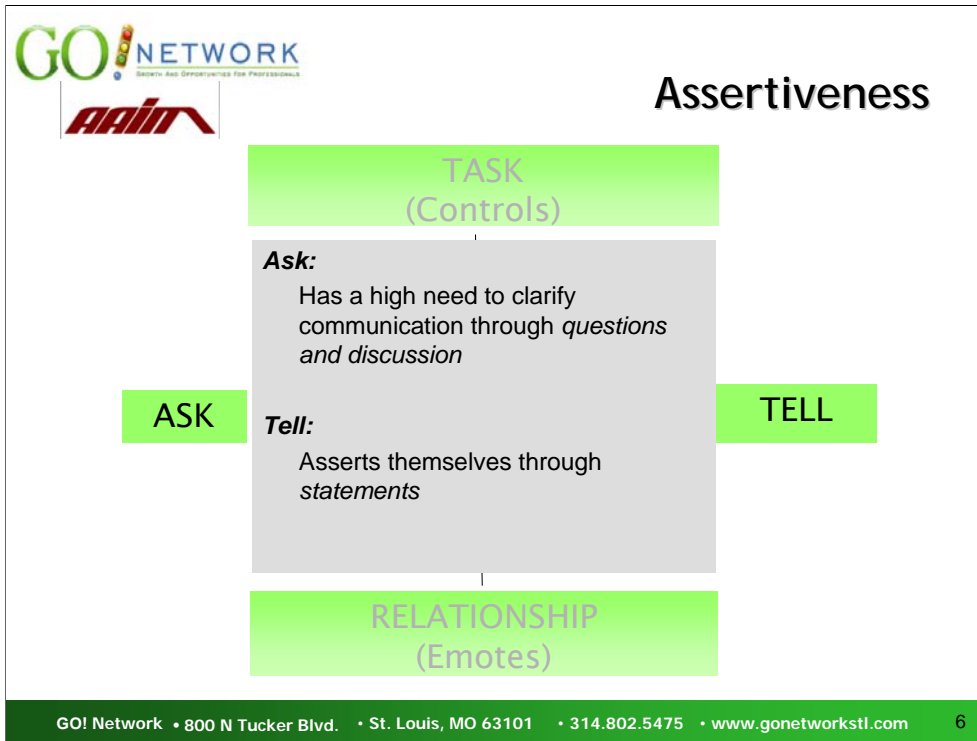 GO! NETWORK
Growth And Opportunities For Professionals
AAIM
Assertiveness
TASK
(Controls)
Ask:
Has a high need to clarify
communication through questions
and discussion
ASK
Tell:
TELL
Asserts themselves through
statements
RELATIONSHIP
(Emotes)
GO! Network • 800 N Tucker Blvd. • St. Louis, MO 63101 • 314.802.5475 • www.gonetworkstl.com 6